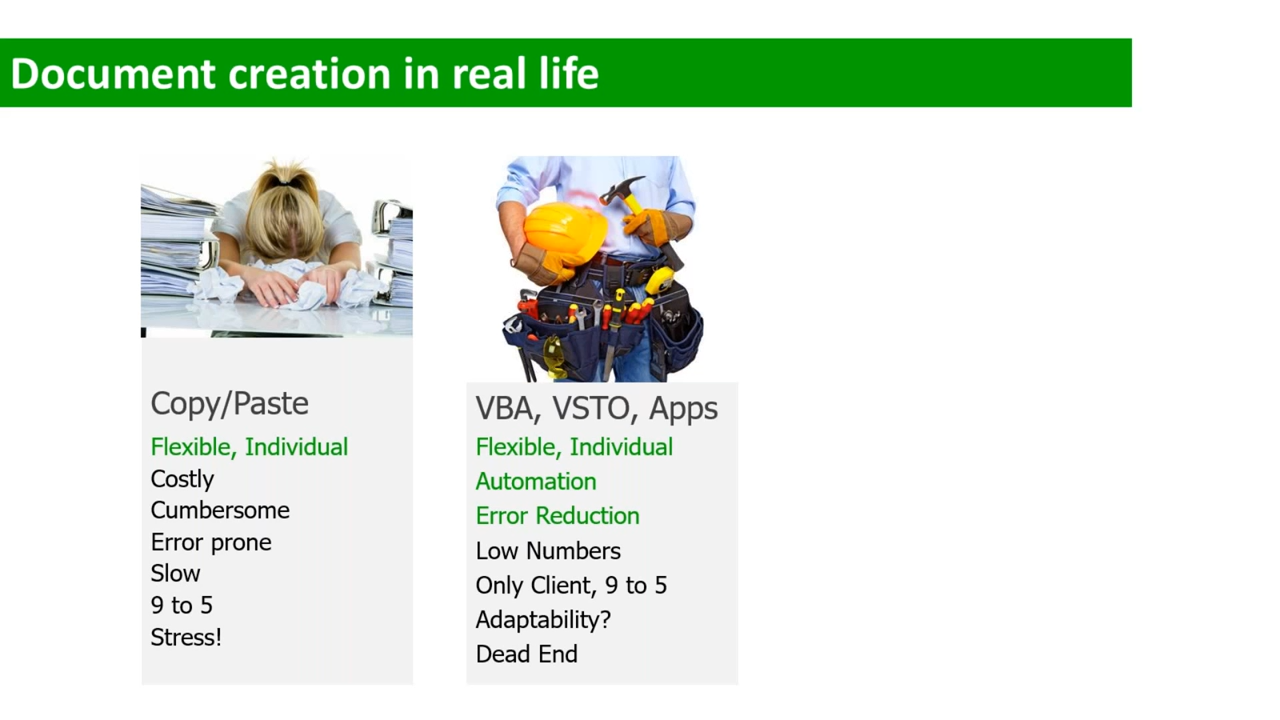 Document creation in real life
Copy/Paste
Flexible, Individual
Costly
Cumbersome
Error prone
Slow
9 to 5
Stress!
VBA, VSTO, Apps
Flexible, Individual
Automation
Error Reduction
Low Numbers
Only Client, 9 to 5
Adaptability?
Dead End